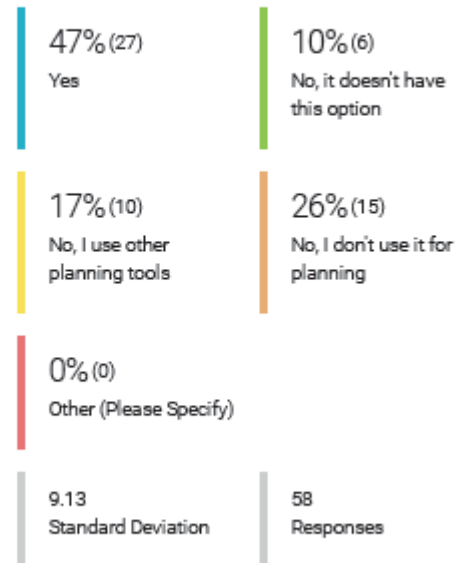 47% (27)
Yes
10% (6)
No, it doesn't have
this option
17% (10)
No, I use other
planning tools
26% (15)
No, I don't use it for
planning
0% (0)
Other (Please Specify)
9.13
Standard Deviation
58
Responses